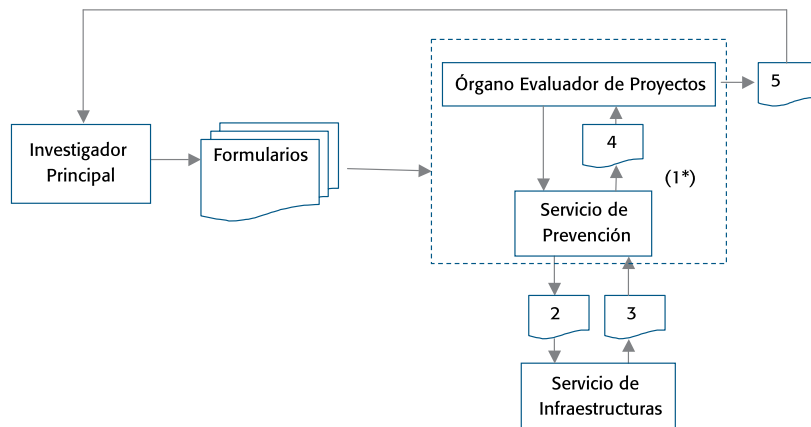 5
Órgano Evaluador de Proyectos
Investigador
Principal
Formularios
4
(1*)
Servicio de
Prevención
2
3
Servicio de
Infraestructuras